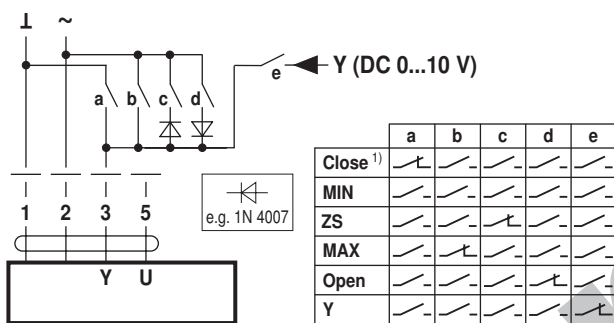 ⊥ ~
e Y (DC 0...10 V)
a b c d
e.g. 1N 4007
1 2 3 5
Y U
a b c d e
Close 1)
MIN
ZS
MAX
Open
Y